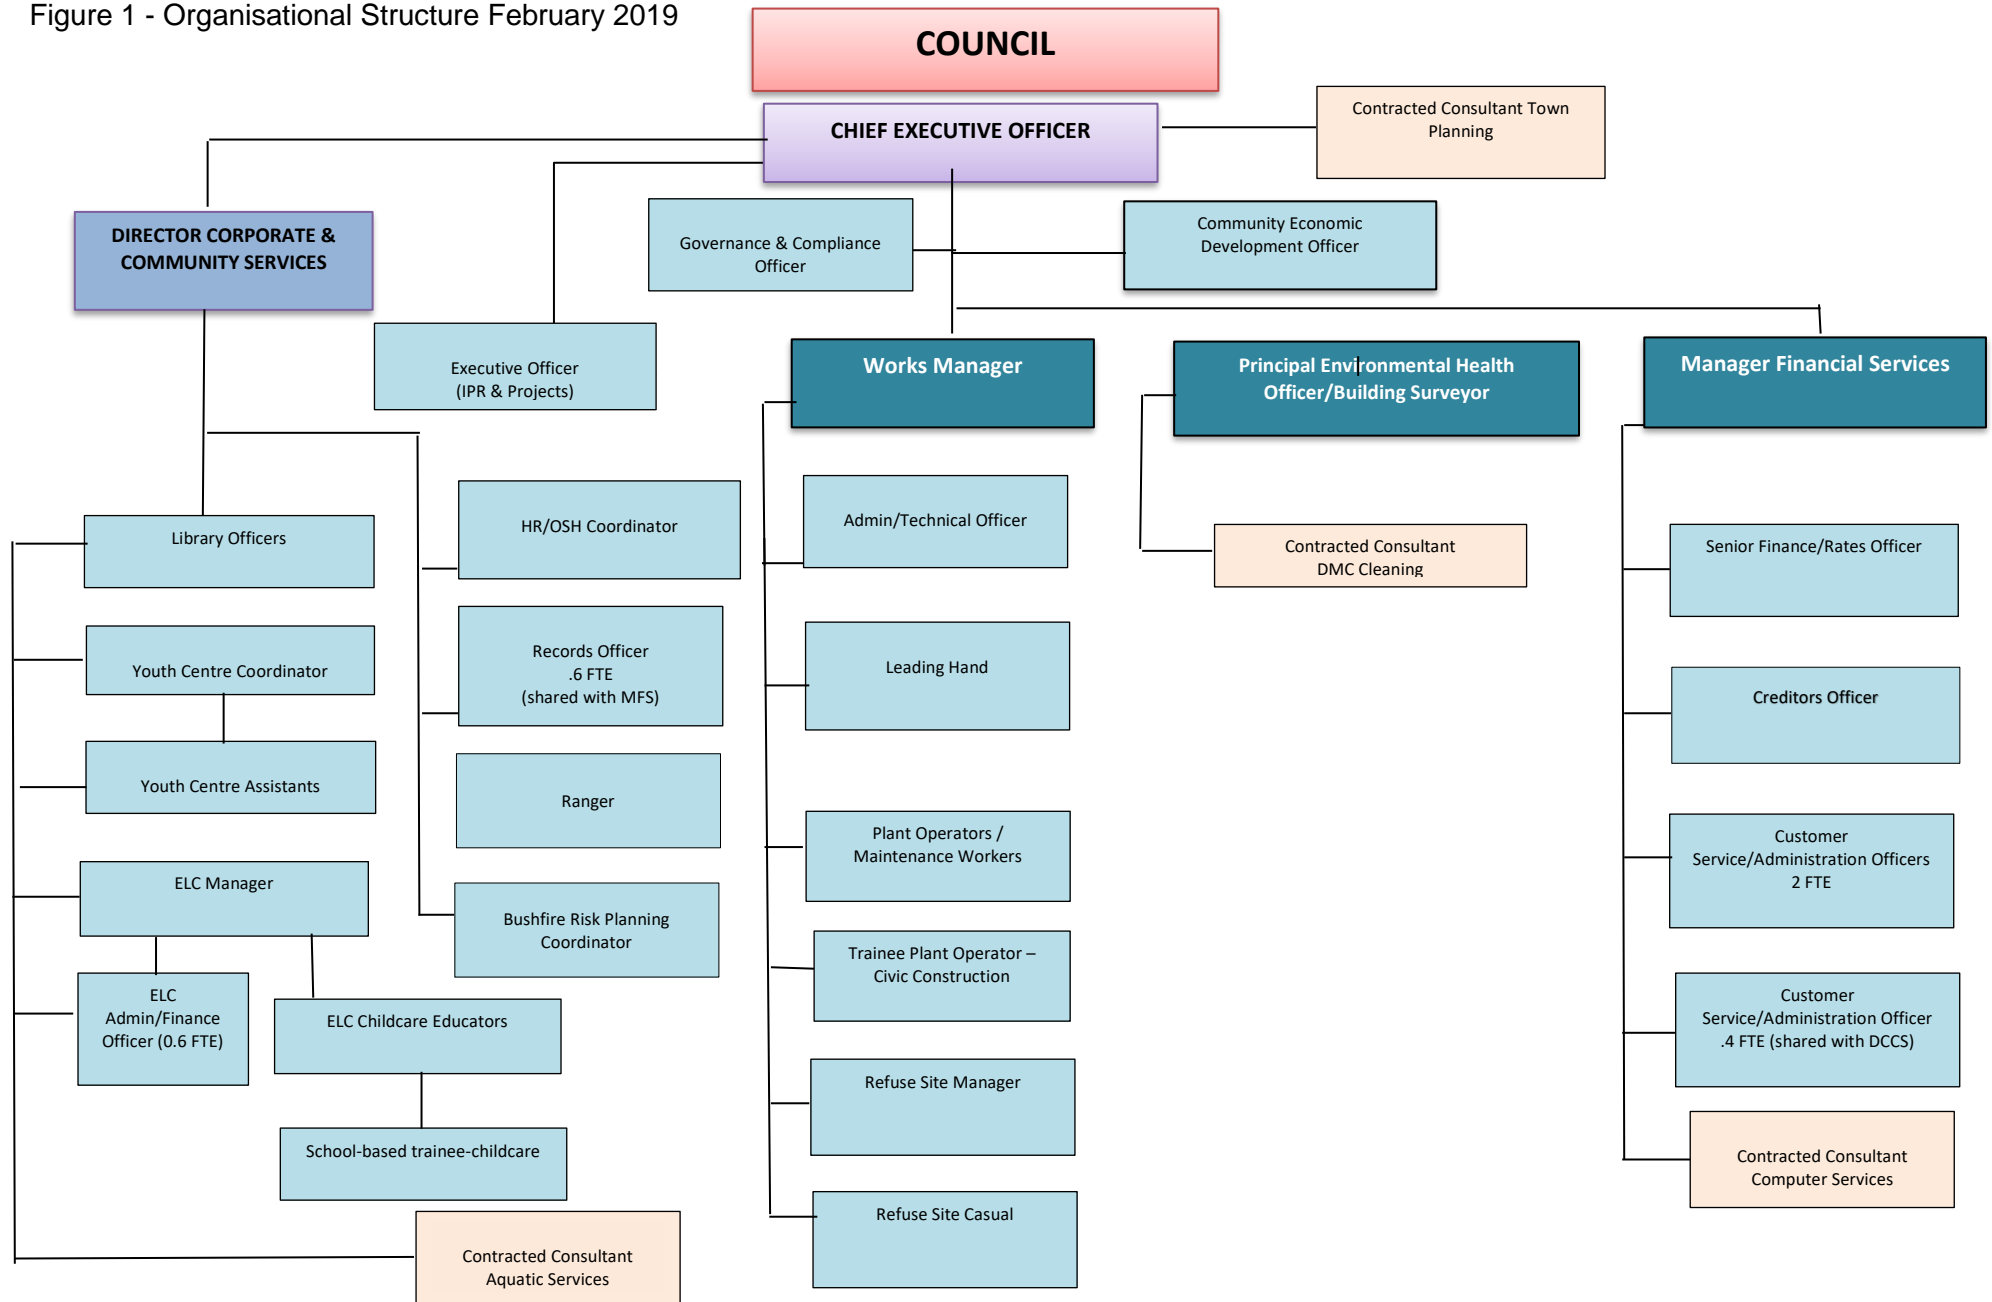 Figure 1 - Organisational Structure February 2019
COUNCIL
CHIEF EXECUTIVE OFFICER
Contracted Consultant Town
Planning
DIRECTOR CORPORATE &
COMMUNITY SERVICES
Governance & Compliance
Officer
Community Economic
Development Officer
Executive Officer
(IPR & Projects)
Works Manager
Principal Environmental Health
Officer/Building Surveyor
Manager Financial Services
Library Officers
Youth Centre Coordinator
Youth Centre Assistants
ELC Manager
ELC
Admin/Finance
Officer (0.6 FTE)
ELC Childcare Educators
School-based trainee-childcare
Contracted Consultant
Aquatic Services
HR/OSH Coordinator
Records Officer
.6 FTE
(shared with MFS)
Ranger
Bushfire Risk Planning
Coordinator
Admin/Technical Officer
Leading Hand
Plant Operators /
Maintenance Workers
Trainee Plant Operator –
Civic Construction
Refuse Site Manager
Refuse Site Casual
Contracted Consultant
DMC Cleaning
Senior Finance/Rates Officer
Creditors Officer
Customer
Service/Administration Officers
2 FTE
Customer
Service/Administration Officer
.4 FTE (shared with DCCS)
Contracted Consultant
Computer Services